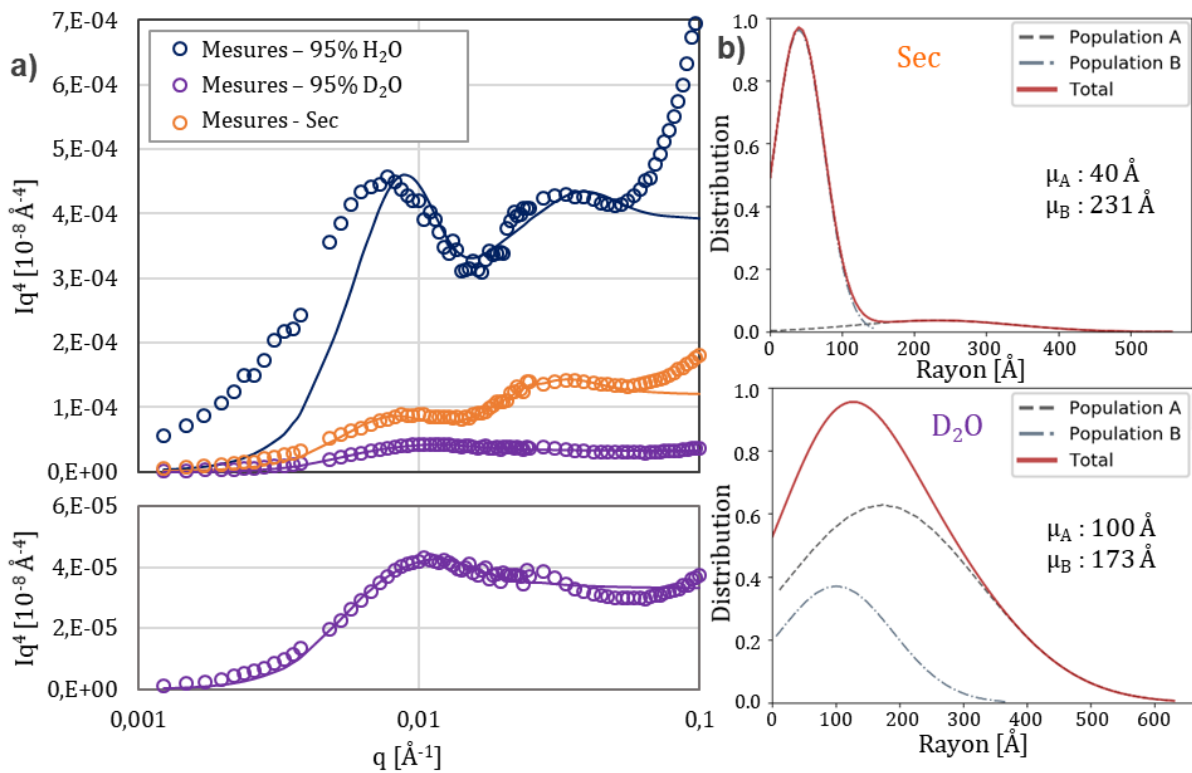 a)
Mesures – 95% H₂O
Mesures – 95% D₂O
Mesures - Sec
7,E-04
6,E-04
5,E-04
4,E-04
3,E-04
2,E-04
1,E-04
0,E+00
Iq⁴ [10⁻⁸ Å⁻⁴]
6,E-05
4,E-05
2,E-05
0,E+00
Iq⁴ [10⁻⁸ Å⁻⁴]
0,001
0,01
0,1
q [Å⁻¹]
b)
Sec
Population A
Population B
Total
μA : 40 Å
μB : 231 Å
1.0
0.8
0.6
0.4
0.2
0.0
Distribution
0 100 200 300 400 500
Rayon [Å]
D₂O
Population A
Population B
Total
μA : 100 Å
μB : 173 Å
1.0
0.8
0.6
0.4
0.2
0.0
Distribution
0 100 200 300 400 500 600
Rayon [Å]